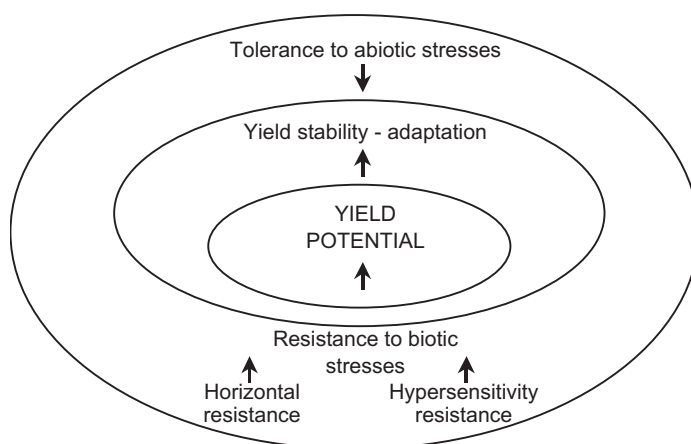 Tolerance to abiotic stresses
Yield stability - adaptation
YIELD
POTENTIAL
Resistance to biotic
stresses
Horizontal
resistance
Hypersensitivity
resistance